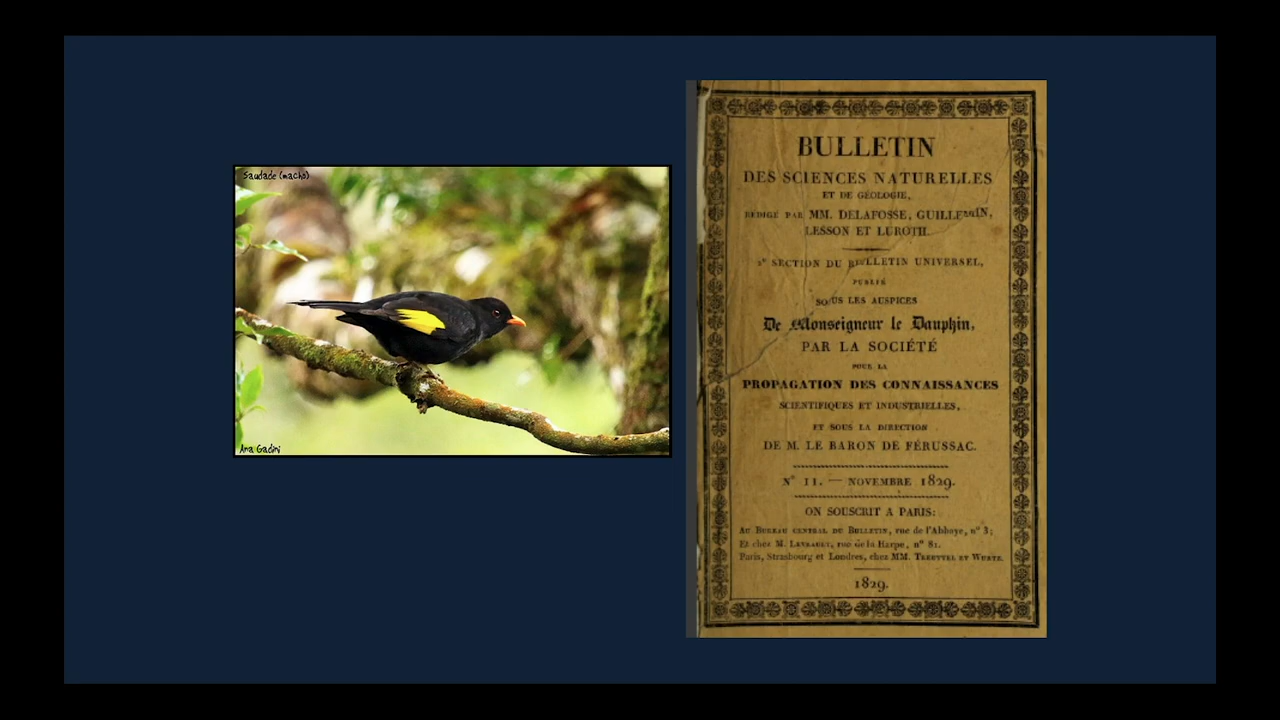 Saudade (macho)
Ana Gadini
BULLETIN
DES SCIENCES NATURELLES
ET DE GÉOLOGIE,
RÉDIGÉ PAR MM. DELAFOSSE, GUILLEMIN,
LESSON ET LUROTH.
2e SECTION DU BULLETIN UNIVERSEL,
PUBLIÉ
SOUS LES AUSPICES
De Monseigneur le Dauphin,
PAR LA SOCIÉTÉ
POUR LA
PROPAGATION DES CONNAISSANCES
SCIENTIFIQUES ET INDUSTRIELLES,
ET SOUS LA DIRECTION
DE M. LE BARON DE FÉRUSSAC.
N° 11. — NOVEMBRE 1829.
ON SOUSCRIT A PARIS:
Au Bureau central du Bulletin, rue de l'Abbaye, n° 3;
Et chez M. Levrault, rue de la Harpe, n° 81.
Paris, Strasbourg et Londres, chez MM. Treuttel et Wurtz.
1829.